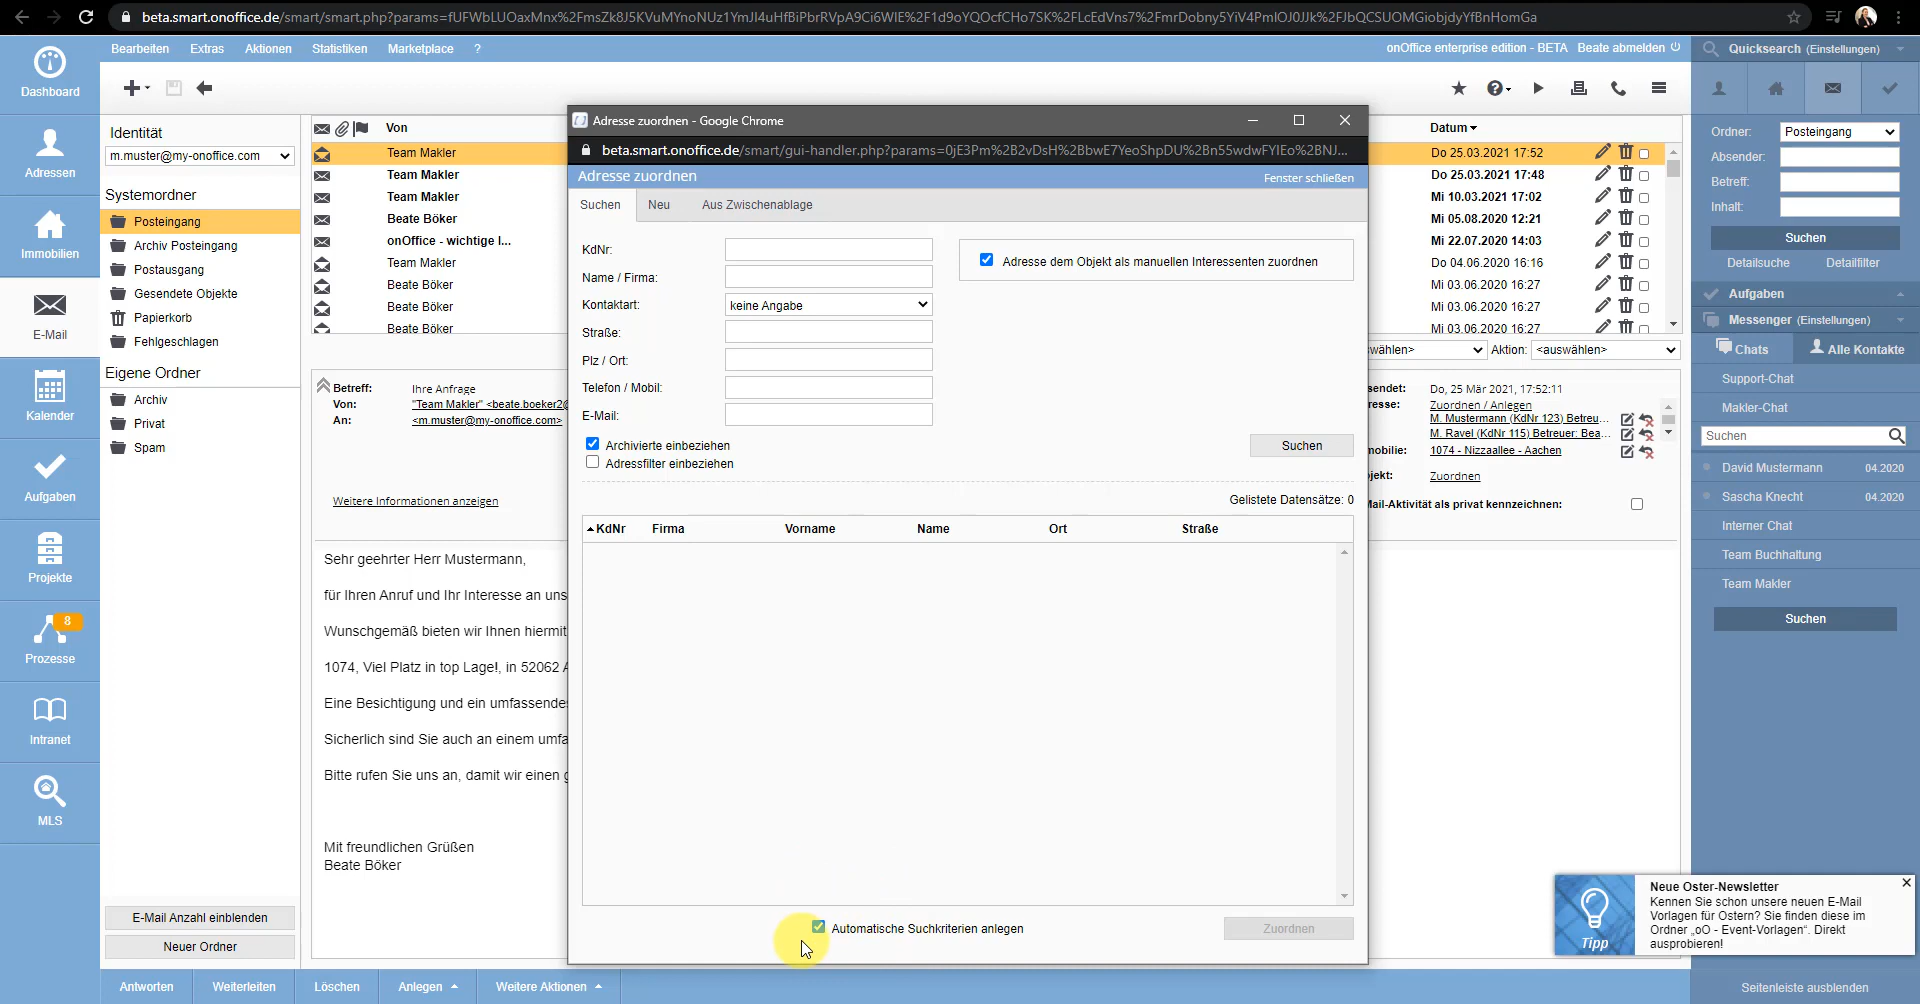 beta.smart.onoffice.de/smart/smart.php?params=fUFWbLUOaxMnx%2FmsZk8J5KVuMYnoNUz1YmJI4uHfBiPbrRVpA9Ci6WlE%2F1d9oYQOcfCHo7SK%2FLcEdVns7%2FmrDobny5YiV4PmlOJ0JJk%2FJbQCSUOMGiobjdyYfBnHomGa
Bearbeiten Extras Aktionen Statistiken Marketplace ?
onOffice enterprise edition - BETA Beate abmelden
Quicksearch (Einstellungen)
Dashboard
Adressen
Immobilien
E-Mail
Kalender
Aufgaben
Projekte
8
Prozesse
Intranet
MLS
Identität
m.muster@my-onoffice.com
Systemordner
Posteingang
Archiv Posteingang
Postausgang
Gesendete Objekte
Papierkorb
Fehlgeschlagen
Eigene Ordner
Archiv
Privat
Spam
E-Mail Anzahl einblenden
Neuer Ordner
Von
Datum
Team Makler
Do 25.03.2021 17:52
Team Makler
Do 25.03.2021 17:48
Team Makler
Mi 10.03.2021 17:02
Beate Böker
Mi 05.08.2020 12:21
onOffice - wichtige I...
Mi 22.07.2020 14:03
Team Makler
Do 04.06.2020 16:16
Beate Böker
Mi 03.06.2020 16:27
Beate Böker
Mi 03.06.2020 16:27
Beate Böker
Mi 03.06.2020 16:27
swählen> Aktion: <auswählen>
Betreff: Ihre Anfrage
Von: "Team Makler" <beate.boeker2@
An: <m.muster@my-onoffice.com>
Weitere Informationen anzeigen
sendet: Do, 25 Mär 2021, 17:52:11
resse: Zuordnen / Anlegen
M. Mustermann (KdNr 123) Betreu...
M. Ravel (KdNr 115) Betreuer: Bea...
nobilie: 1074 - Nizzaallee - Aachen
jekt: Zuordnen
Mail-Aktivität als privat kennzeichnen:
Sehr geehrter Herr Mustermann,
für Ihren Anruf und Ihr Interesse an uns
Wunschgemäß bieten wir Ihnen hiermit
1074, Viel Platz in top Lage!, in 52062 A
Eine Besichtigung und ein umfassende
Sicherlich sind Sie auch an einem umfa
Bitte rufen Sie uns an, damit wir einen g
Mit freundlichen Grüßen
Beate Böker
Adresse zuordnen - Google Chrome
beta.smart.onoffice.de/smart/gui-handler.php?params=0jE3Pm%2B2vDsH%2BbwE7YeoShpDU%2Bn55wdwFYIEo%2BNJ...
Adresse zuordnen
Fenster schließen
Suchen Neu Aus Zwischenablage
KdNr:
Name / Firma:
Kontaktart: keine Angabe
Straße:
Plz / Ort:
Telefon / Mobil:
E-Mail:
Adresse dem Objekt als manuellen Interessenten zuordnen
Archivierte einbeziehen
Adressfilter einbeziehen
Suchen
Gelistete Datensätze: 0
KdNr Firma Vorname Name Ort Straße
Automatische Suchkriterien anlegen
Zuordnen
Ordner: Posteingang
Absender:
Betreff:
Inhalt:
Suchen
Detailsuche Detailfilter
Aufgaben
Messenger (Einstellungen)
Chats Alle Kontakte
Support-Chat
Makler-Chat
Suchen
David Mustermann 04.2020
Sascha Knecht 04.2020
Interner Chat
Team Buchhaltung
Team Makler
Suchen
Tipp
Neue Oster-Newsletter
Kennen Sie schon unsere neuen E-Mail
Vorlagen für Ostern? Sie finden diese im
Ordner „oO - Event-Vorlagen“. Direkt
ausprobieren!
Antworten Weiterleiten Löschen Anlegen Weitere Aktionen
Seitenleiste ausblenden